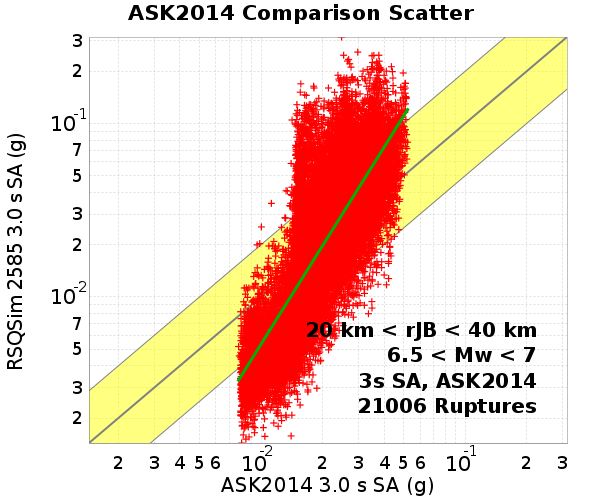 ASK2014 Comparison Scatter
RSQSim 2585 3.0 s SA (g)
3
2
10⁻¹
7
5
3
2
10⁻²
7
5
3
2
20 km < rJB < 40 km
6.5 < Mw < 7
3s SA, ASK2014
21006 Ruptures
2 3 4 5 6 10⁻² 2 3 4 5 6 10⁻¹ 2 3
ASK2014 3.0 s SA (g)